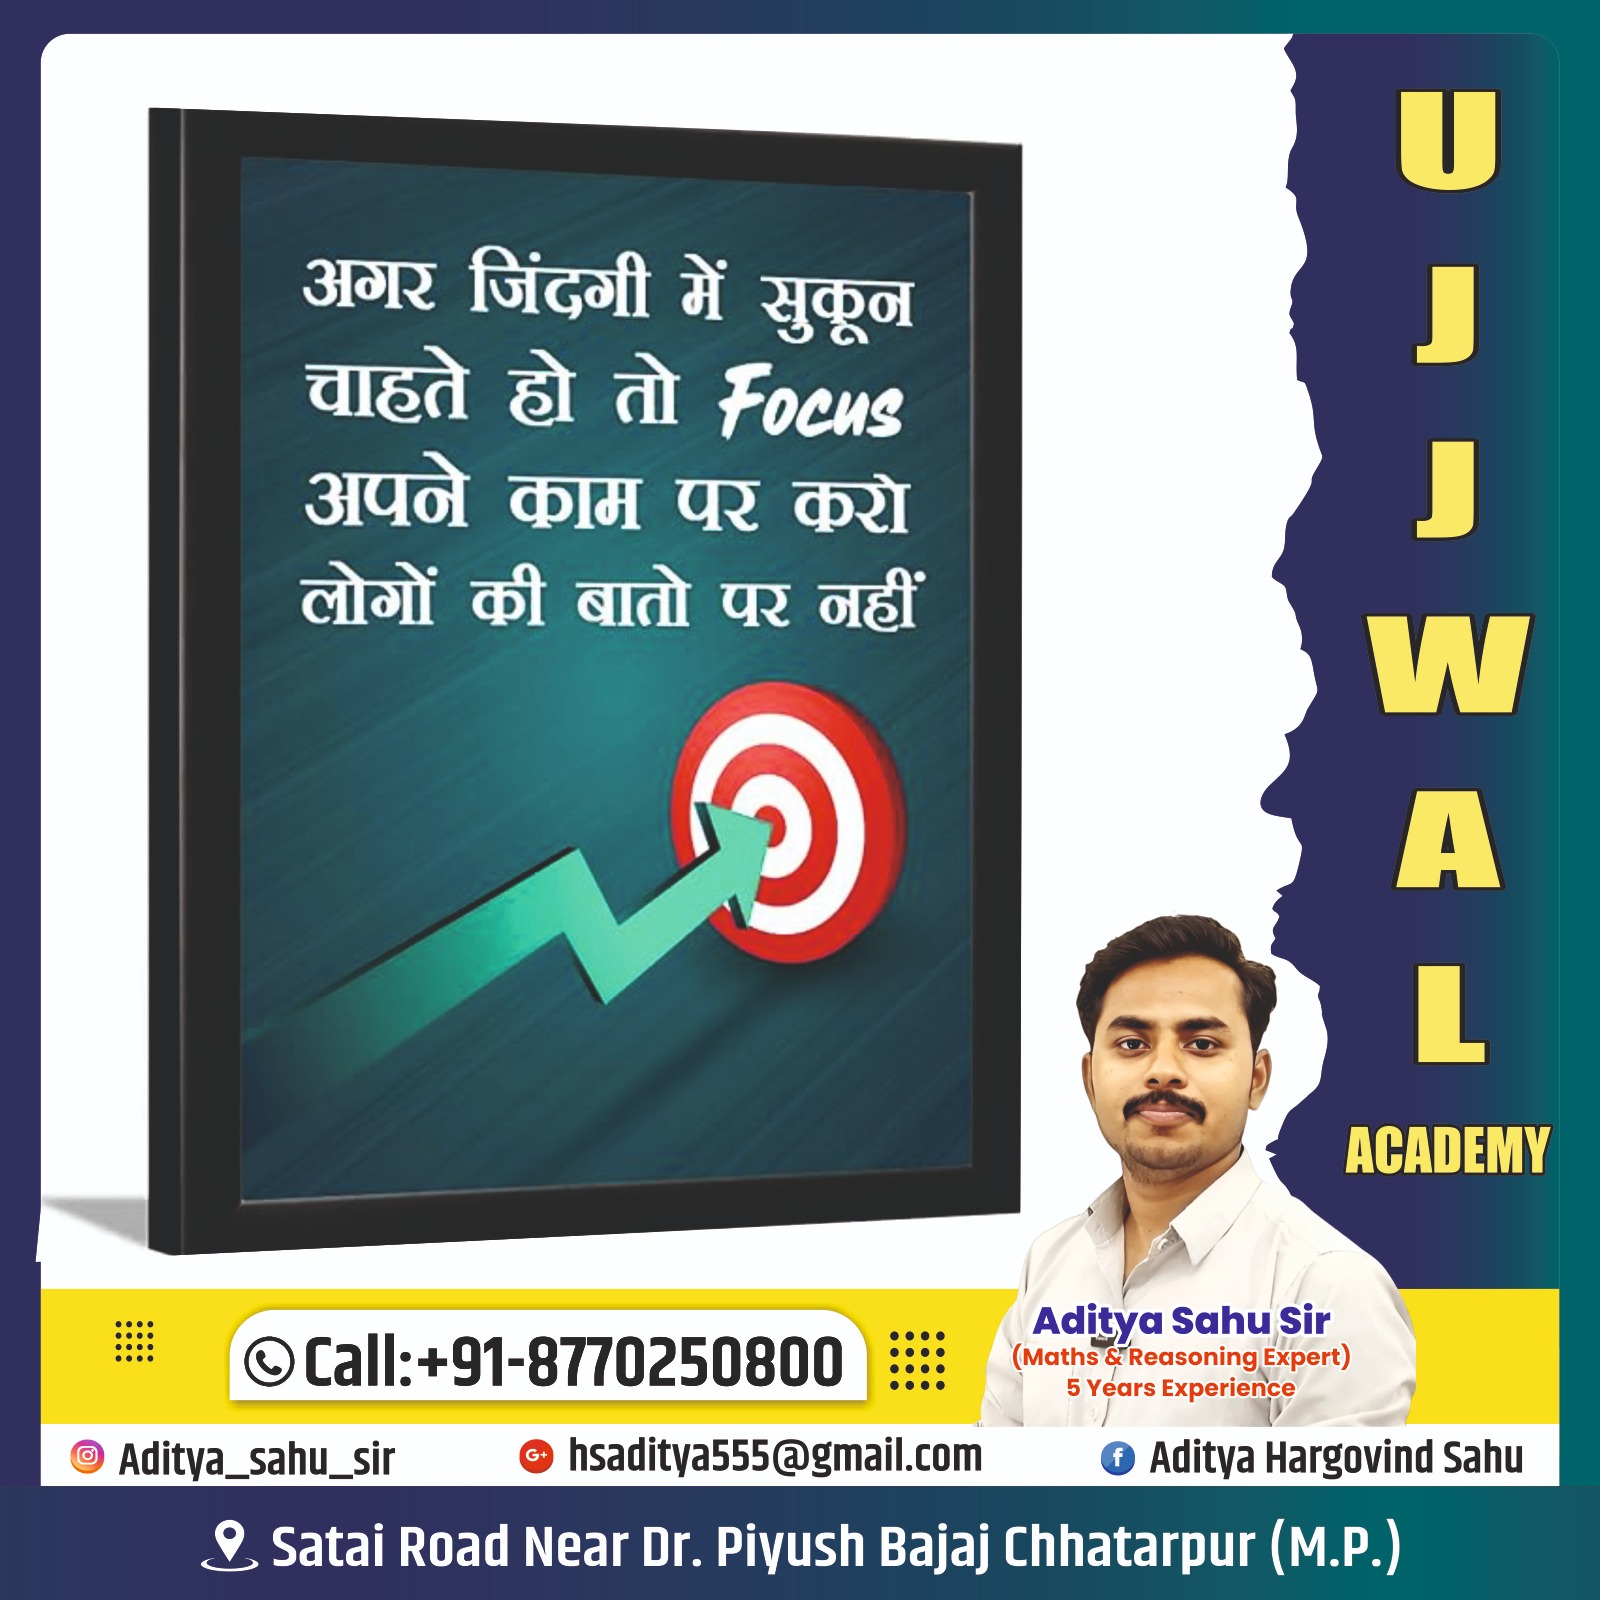 अगर जिंदगी में सुकून
चाहते हो तो Focus
अपने काम पर करो
लोगों की बातो पर नहीं
UJJWAL
ACADEMY
Aditya Sahu Sir
(Maths & Reasoning Expert)
5 Years Experience
Call:+91-8770250800
Aditya_sahu_sir
G+ hsaditya555@gmail.com
f Aditya Hargovind Sahu
Satai Road Near Dr. Piyush Bajaj Chhatarpur (M.P.)